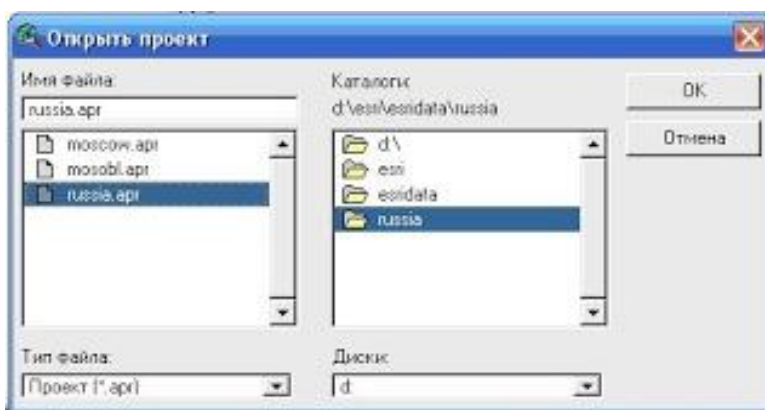 Открыть проект
Имя файла:
russia.apr
moscow.apr
mosobl.apr
russia.apr
Тип файла:
Проект (*.apr)
Каталоги:
d:\esri\esridata\russia
d:\
esri
esridata
russia
Диски:
d:
OK
Отмена